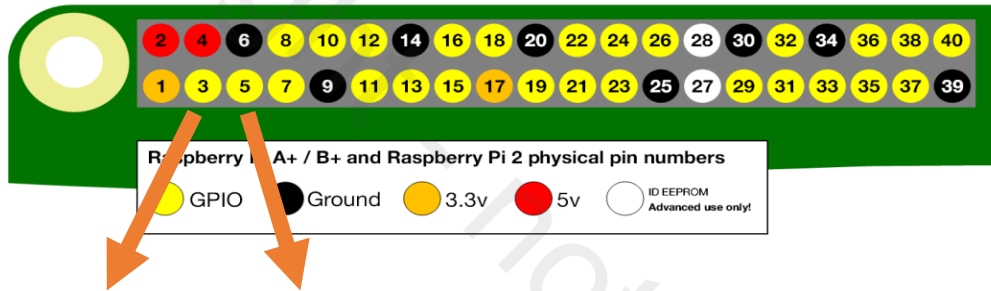 2 4 6 8 10 12 14 16 18 20 22 24 26 28 30 32 34 36 38 40
1 3 5 7 9 11 13 15 17 19 21 23 25 27 29 31 33 35 37 39
A+ / B+ and Raspberry Pi 2 physical pin numbers
GPIO Ground 3.3v 5v ID EEPROM
Advanced use only!